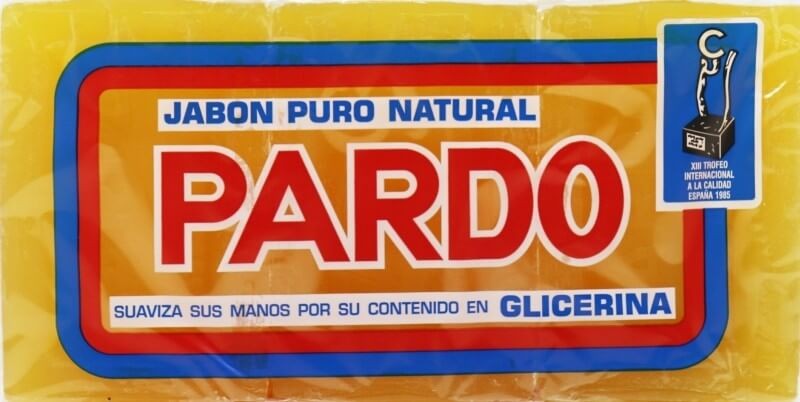 JABON PURO NATURAL
PARDO
SUAVIZA SUS MANOS POR SU CONTENIDO EN GLICERINA
XIII TROFEO
INTERNACIONAL
A LA CALIDAD
ESPAÑA 1985